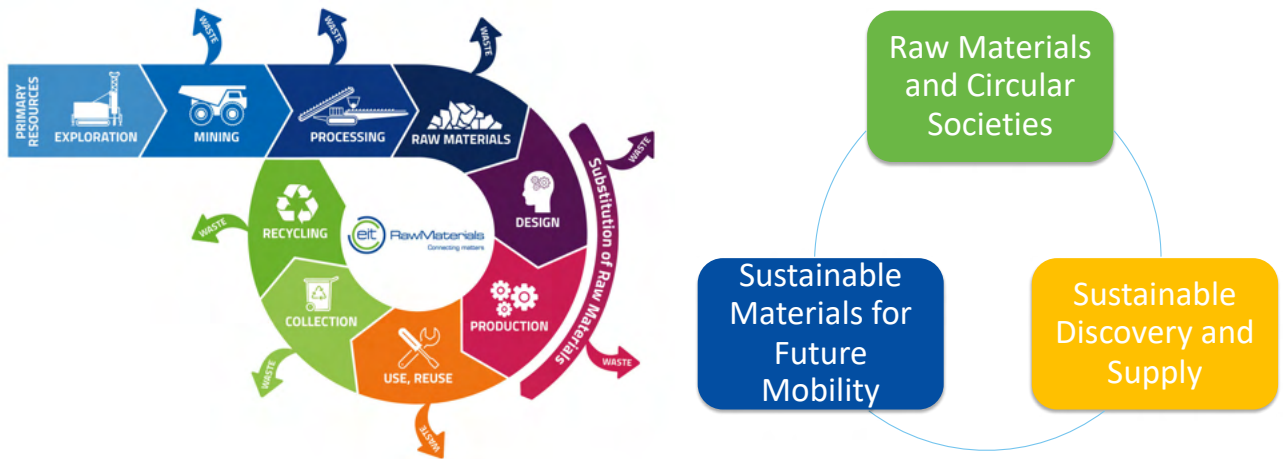 WASTE
WASTE
WASTE
PRIMARY
RESOURCES
EXPLORATION
MINING
PROCESSING
RAW MATERIALS
WASTE
DESIGN
Substitution of Raw Materials
WASTE
RECYCLING
eit RawMaterials
Connecting matters
COLLECTION
PRODUCTION
WASTE
WASTE
USE, REUSE
WASTE
Raw Materials
and Circular
Societies
Sustainable
Materials for
Future
Mobility
Sustainable
Discovery and
Supply